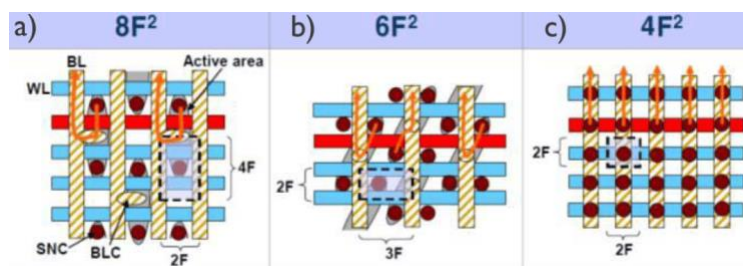 a) 8F²
b) 6F²
c) 4F²
BL
Active area
WL
4F
SNC
BLC
2F
2F
3F
2F
2F